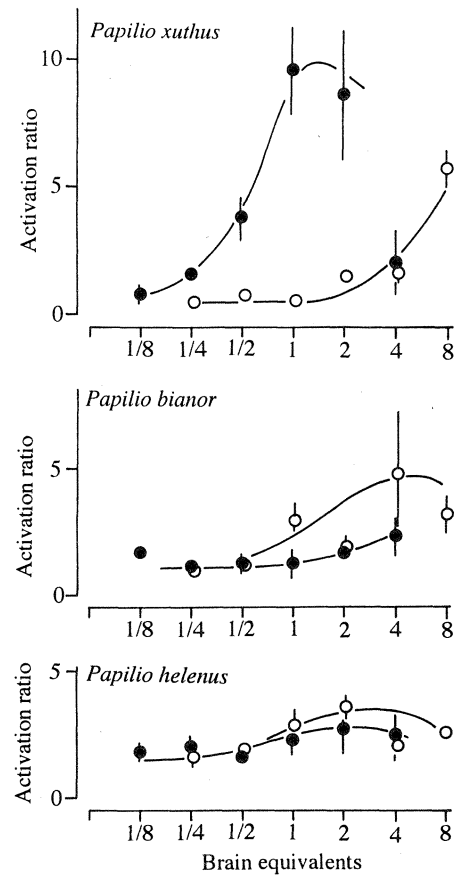 Papilio xuthus
10
5
0
Activation ratio
1/8 1/4 1/2 1 2 4 8
Papilio bianor
5
0
Activation ratio
1/8 1/4 1/2 1 2 4 8
Papilio helenus
5
0
Activation ratio
1/8 1/4 1/2 1 2 4 8
Brain equivalents